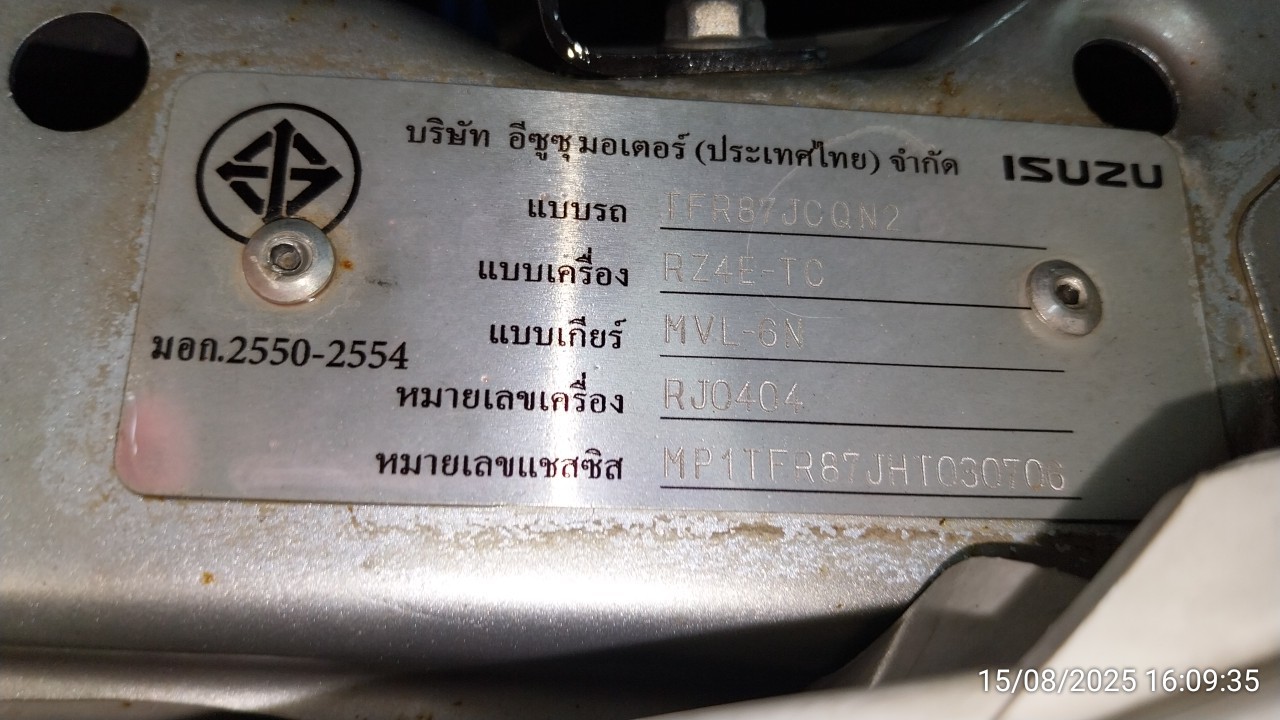 บริษัท อีซูซุมอเตอร์ (ประเทศไทย) จำกัด ISUZU
แบบรถ TFR87JCQN2
แบบเครื่อง RZ4E-TC
แบบเกียร์ MVL-6N
มอก.2550-2554
หมายเลขเครื่อง RJ0404
หมายเลขแชสซิส MP1TFR87JHT030706
15/08/2025 16:09:35